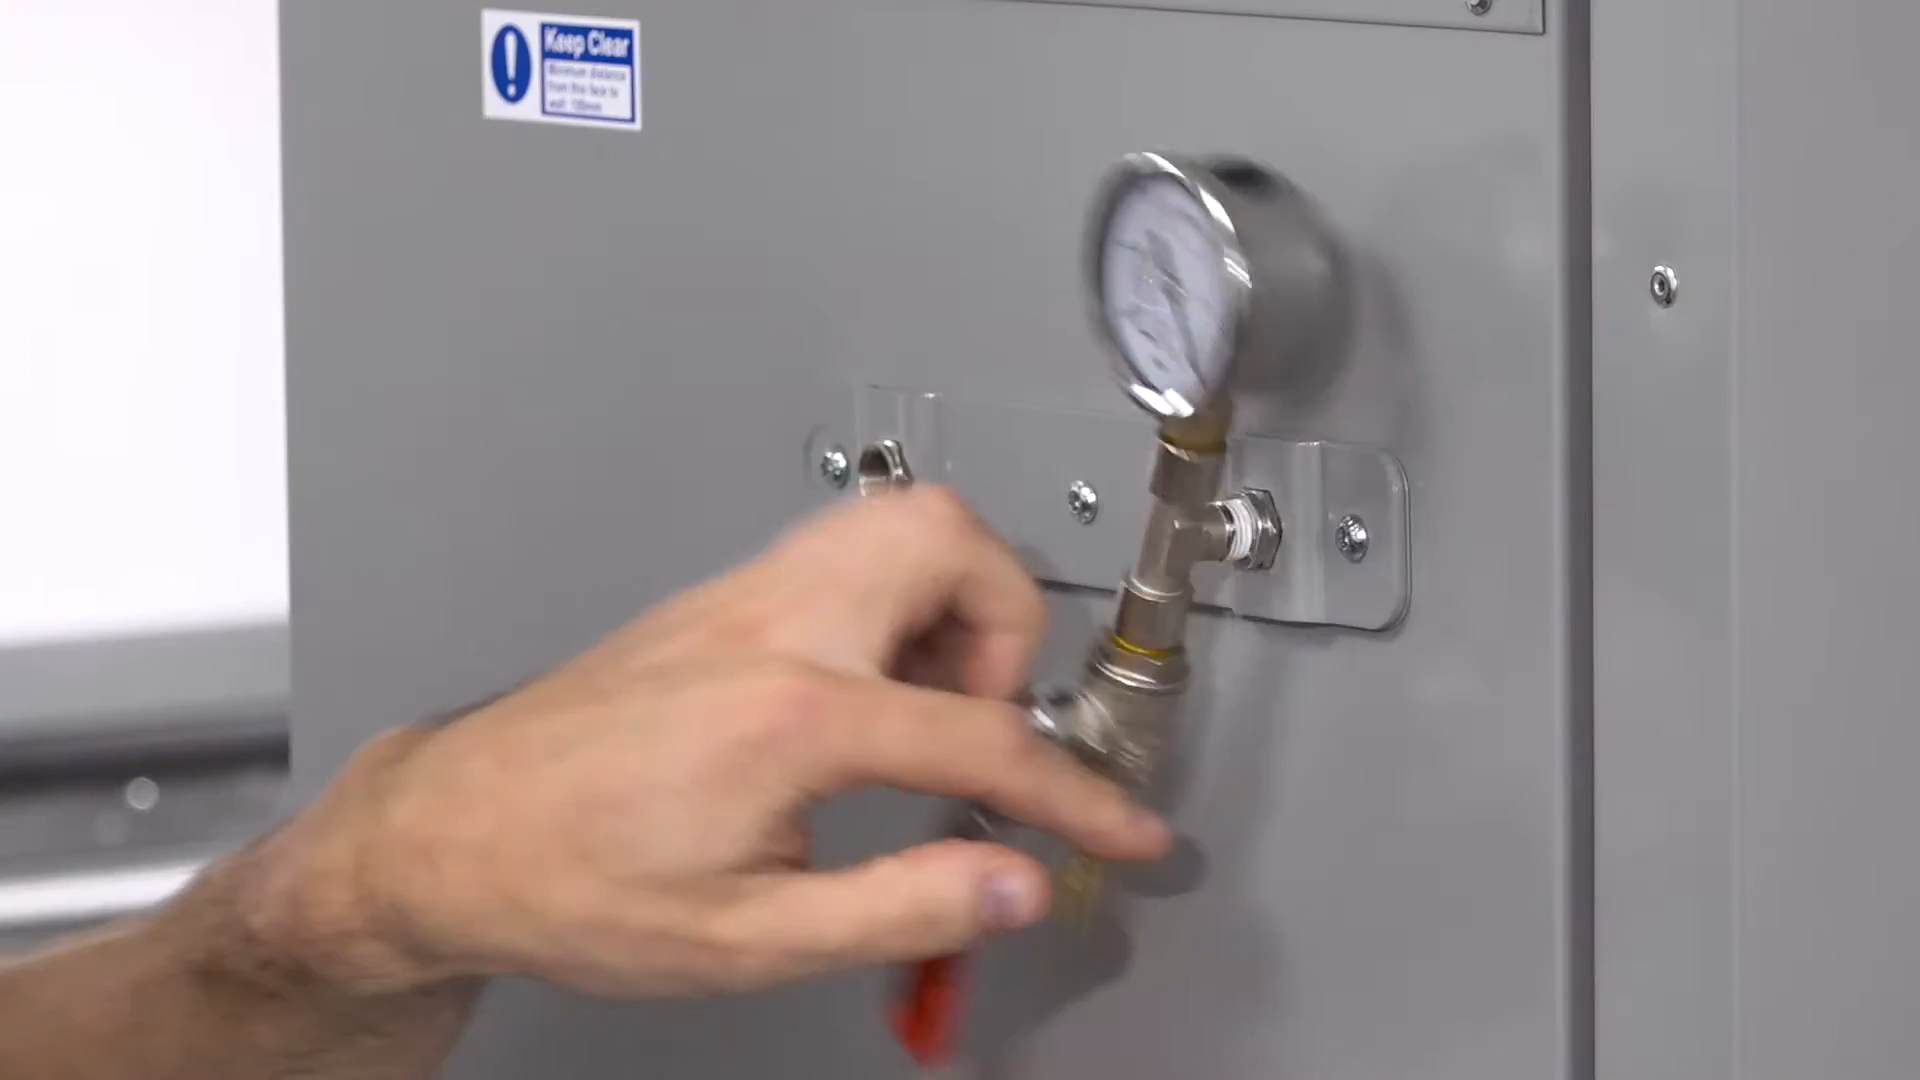 Keep Clear
Minimum distance
from this face to
wall: 100mm